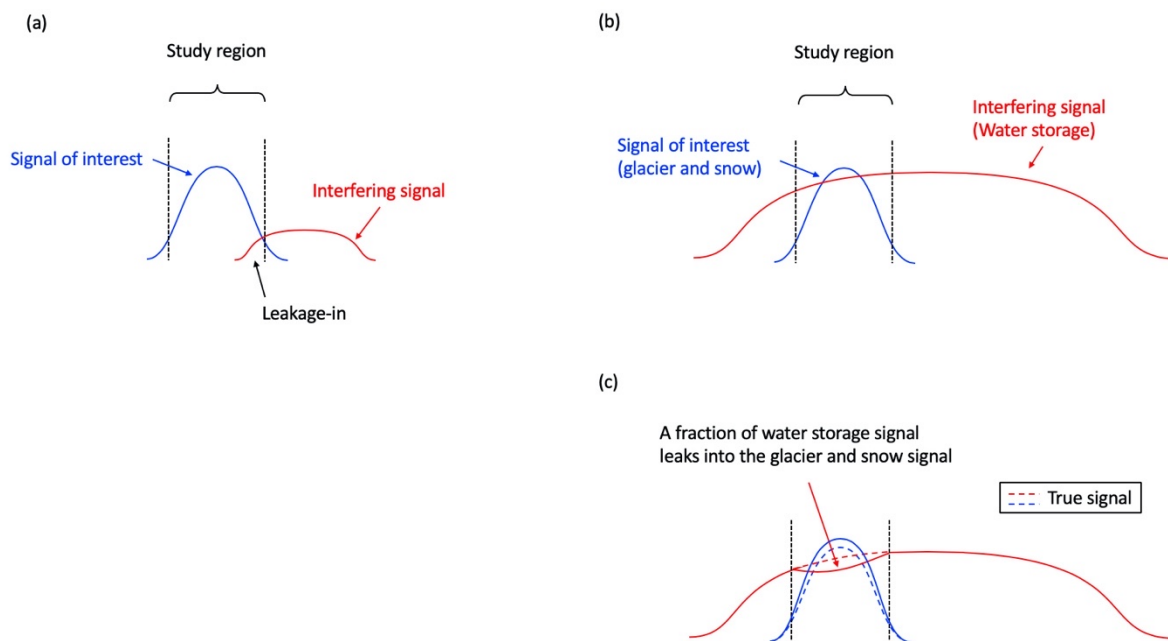 (a)
Study region
Signal of interest
Interfering signal
Leakage-in
(b)
Study region
Interfering signal
(Water storage)
Signal of interest
(glacier and snow)
(c)
A fraction of water storage signal
leaks into the glacier and snow signal
True signal